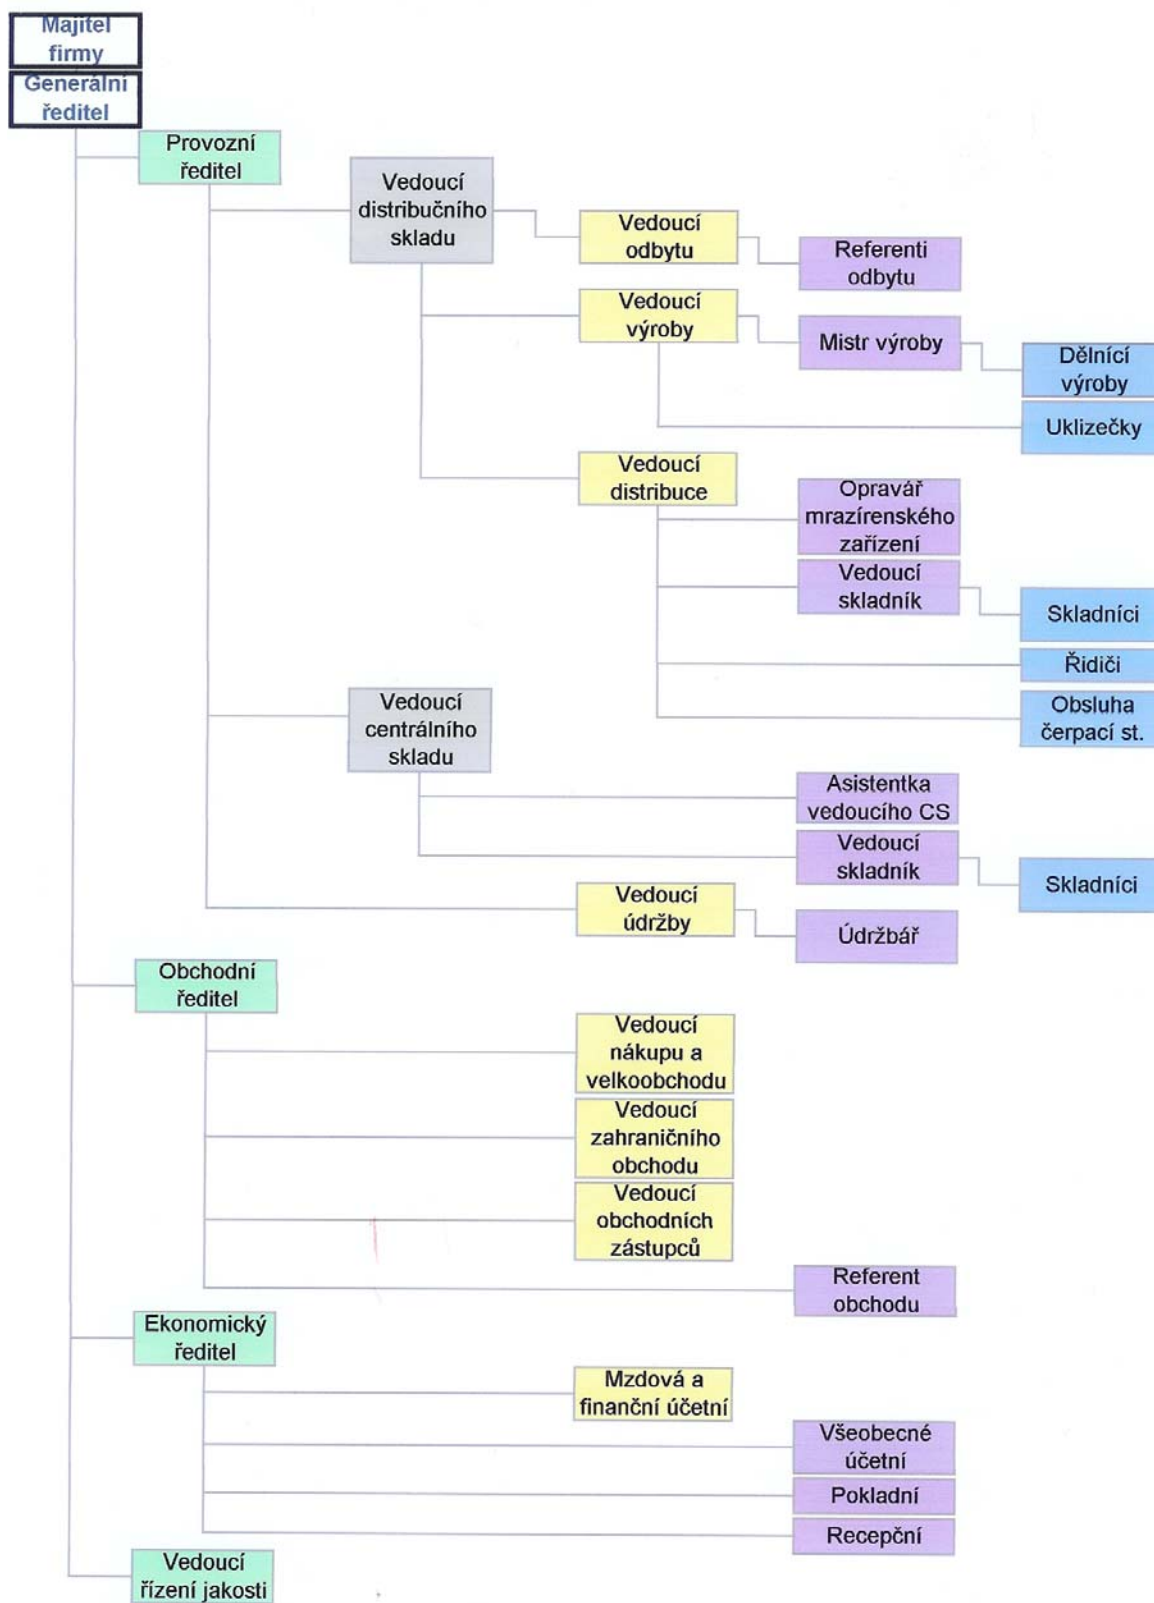 Majitel
firmy
Generální
ředitel
Provozní
ředitel
Vedoucí
distribučního
skladu
Vedoucí
odbytu
Referenti
odbytu
Vedoucí
výroby
Mistr výroby
Dělnící
výroby
Uklizečky
Vedoucí
distribuce
Opravář
mrazírenského
zařízení
Vedoucí
skladník
Skladníci
Řidiči
Obsluha
čerpací st.
Vedoucí
centrálního
skladu
Asistentka
vedoucího CS
Vedoucí
skladník
Skladníci
Vedoucí
údržby
Údržbář
Obchodní
ředitel
Vedoucí
nákupu a
velkoobchodu
Vedoucí
zahraničního
obchodu
Vedoucí
obchodních
zástupců
Referent
obchodu
Ekonomický
ředitel
Mzdová a
finanční účetní
Všeobecné
účetní
Pokladní
Recepční
Vedoucí
řízení jakosti